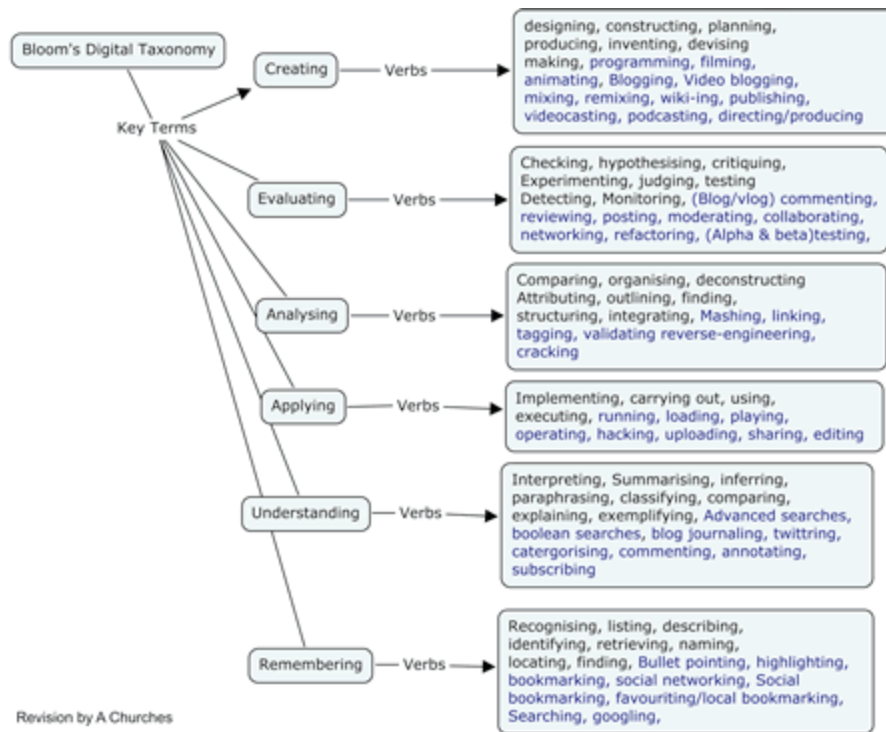 Bloom's Digital Taxonomy
Key Terms
Creating
Verbs
designing, constructing, planning,
producing, inventing, devising
making, programming, filming,
animating, Blogging, Video blogging,
mixing, remixing, wiki-ing, publishing,
videocasting, podcasting, directing/producing
Evaluating
Verbs
Checking, hypothesising, critiquing,
Experimenting, judging, testing
Detecting, Monitoring, (Blog/vlog) commenting,
reviewing, posting, moderating, collaborating,
networking, refactoring, (Alpha & beta)testing,
Analysing
Verbs
Comparing, organising, deconstructing
Attributing, outlining, finding,
structuring, integrating, Mashing, linking,
tagging, validating reverse-engineering,
cracking
Applying
Verbs
Implementing, carrying out, using,
executing, running, loading, playing,
operating, hacking, uploading, sharing, editing
Understanding
Verbs
Interpreting, Summarising, inferring,
paraphrasing, classifying, comparing,
explaining, exemplifying, Advanced searches,
boolean searches, blog journaling, twittring,
catergorising, commenting, annotating,
subscribing
Remembering
Verbs
Recognising, listing, describing,
identifying, retrieving, naming,
locating, finding, Bullet pointing, highlighting,
bookmarking, social networking, Social
bookmarking, favouriting/local bookmarking,
Searching, googling,
Revision by A Churches